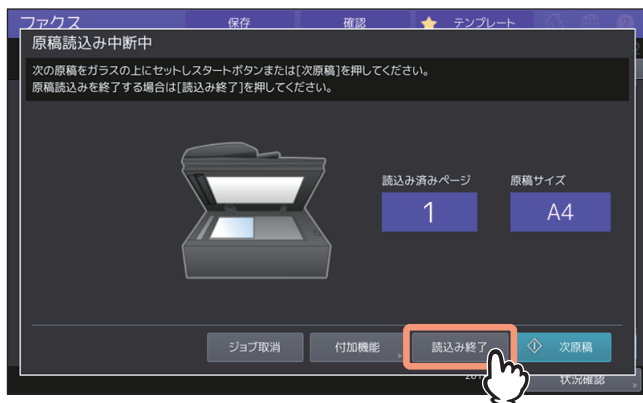 ファクス 保存 確認 テンプレート
原稿読込み中断中
次の原稿をガラスの上にセットしスタートボタンまたは[次原稿]を押してください。
原稿読込みを終了する場合は[読込み終了]を押してください。
読込み済みページ 原稿サイズ
1 A4
ジョブ取消 付加機能 読込み終了 次原稿
状況確認